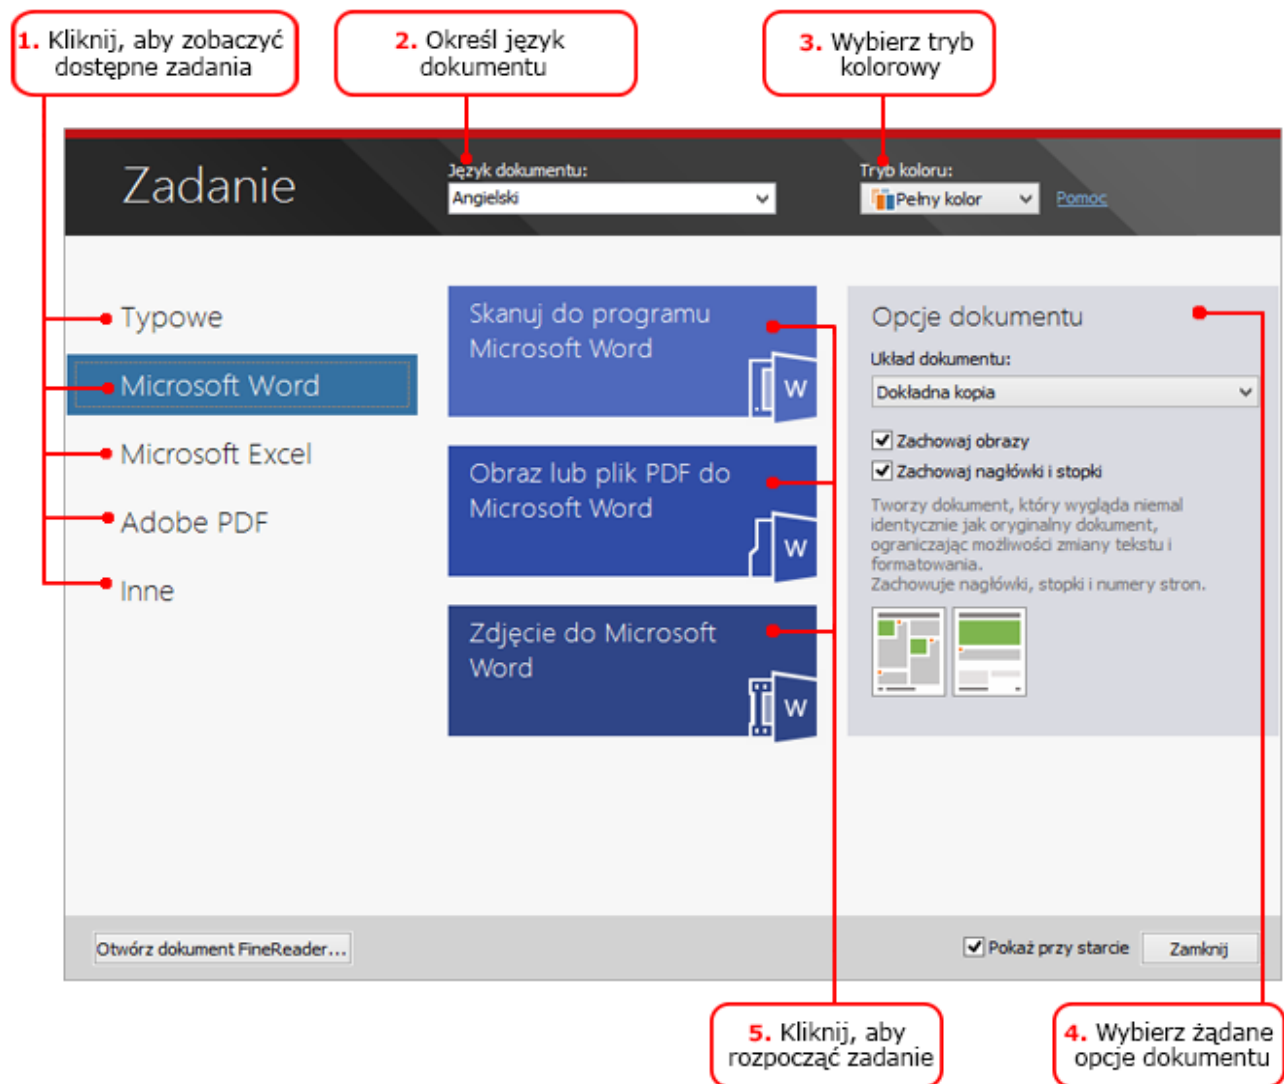 1. Kliknij, aby zobaczyć
dostępne zadania
2. Określ język
dokumentu
3. Wybierz tryb
kolorowy
Zadanie
Język dokumentu:
Angielski
Tryb koloru:
Pełny kolor
Pomoc
Typowe
Microsoft Word
Microsoft Excel
Adobe PDF
Inne
Skanuj do programu
Microsoft Word
W
Obraz lub plik PDF do
Microsoft Word
W
Zdjęcie do Microsoft
Word
W
Opcje dokumentu
Układ dokumentu:
Dokładna kopia
Zachowaj obrazy
Zachowaj nagłówki i stopki
Tworzy dokument, który wygląda niemal
identycznie jak oryginalny dokument,
ograniczając możliwości zmiany tekstu i
formatowania.
Zachowuje nagłówki, stopki i numery stron.
Otwórz dokument FineReader...
Pokaż przy starcie
Zamknij
5. Kliknij, aby
rozpocząć zadanie
4. Wybierz żądane
opcje dokumentu